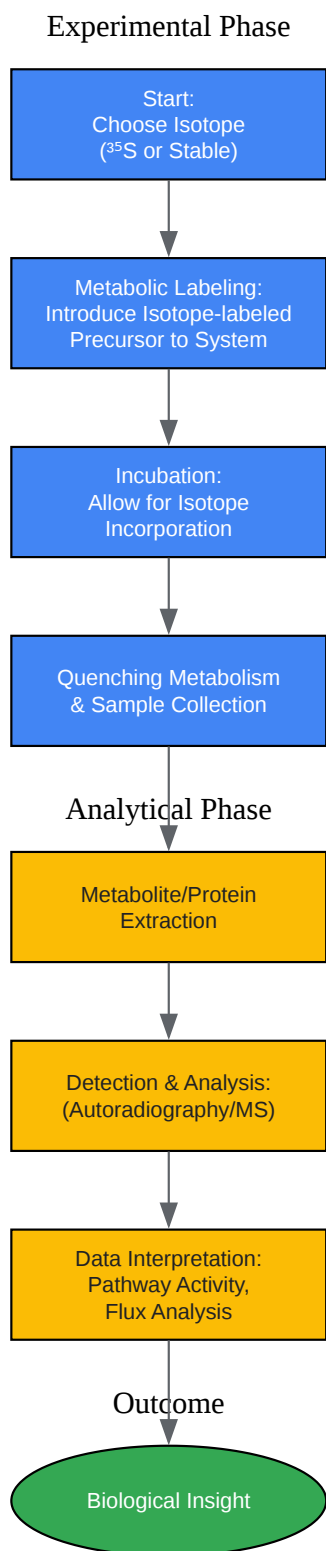 Experimental Phase
Start:
Choose Isotope
(³⁵S or Stable)
Metabolic Labeling:
Introduce Isotope-labeled
Precursor to System
Incubation:
Allow for Isotope
Incorporation
Quenching Metabolism
& Sample Collection
Analytical Phase
Metabolite/Protein
Extraction
Detection & Analysis:
(Autoradiography/MS)
Data Interpretation:
Pathway Activity,
Flux Analysis
Outcome
Biological Insight